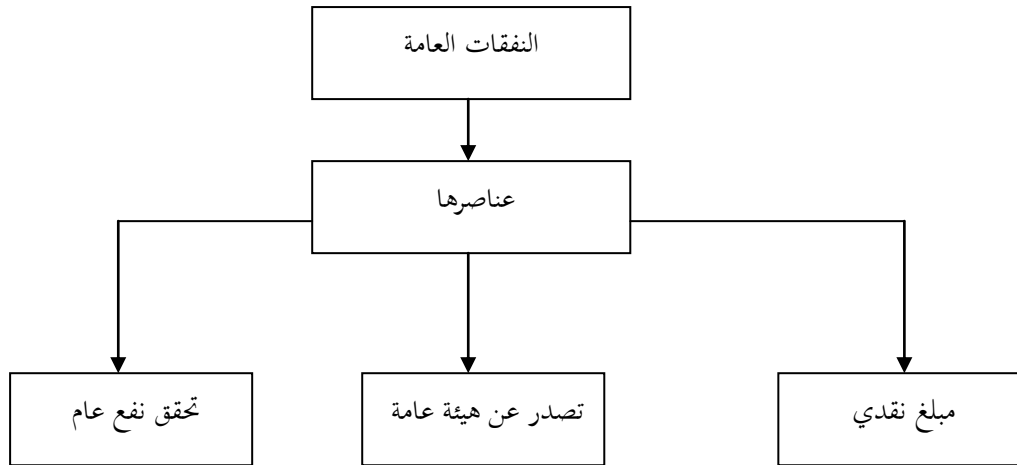 النفقات العامة
عناصرها
مبلغ نقدي
تصدر عن هيئة عامة
تحقق نفع عام